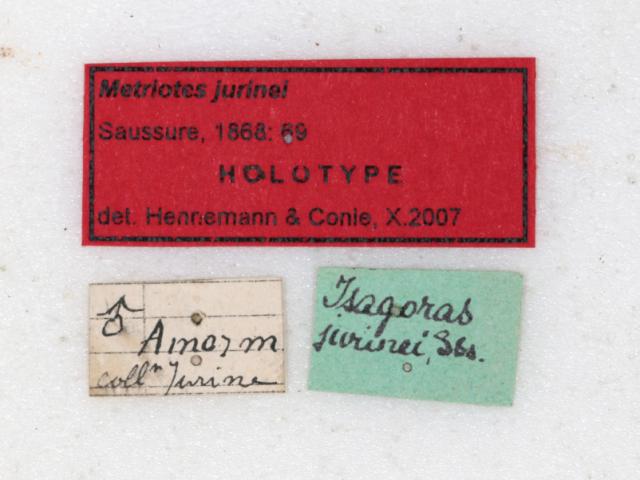 Metriotes jurinei
Saussure, 1868: 69
HOLOTYPE
det. Hennemann & Conle, X.2007
♂
Amer m
collⁿ Jurine
Isagoras
jurinei, Sss.